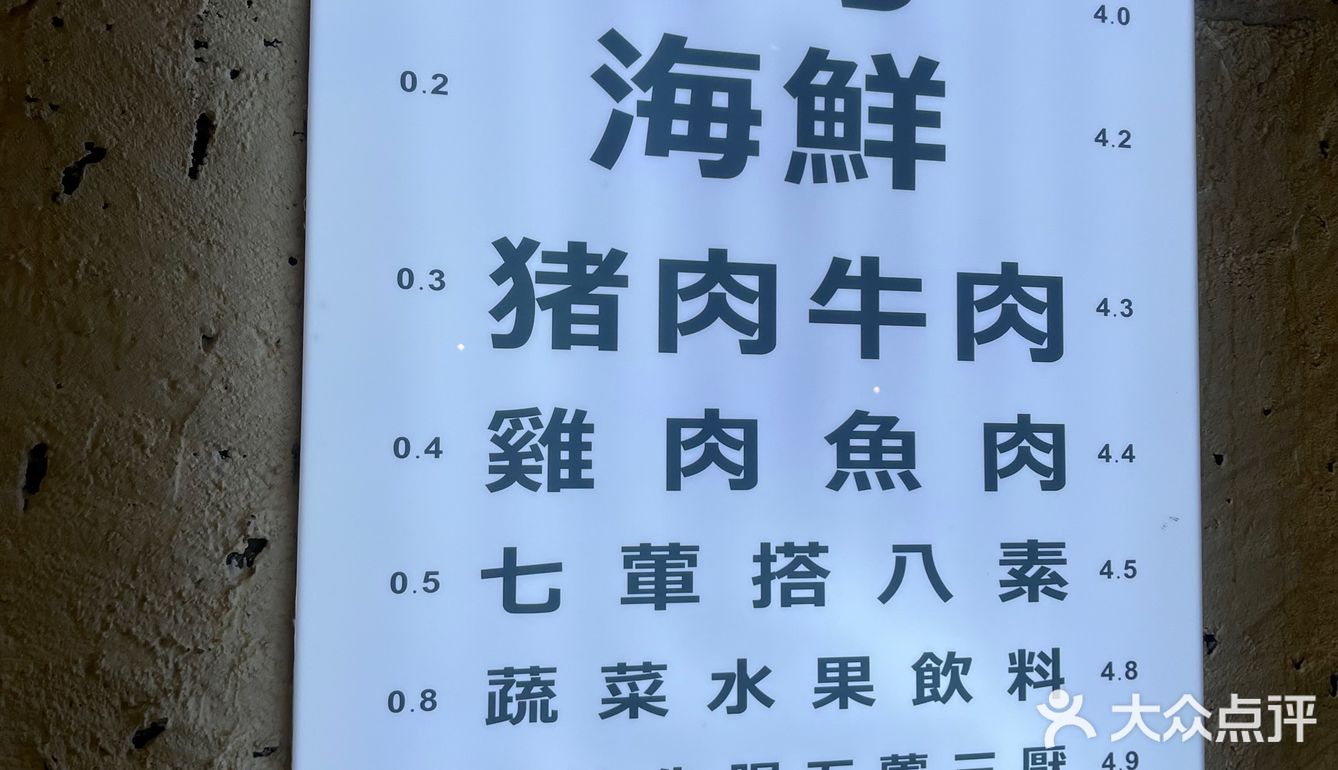 4.0
0.2 海鮮 4.2
0.3 猪肉牛肉 4.3
0.4 雞肉魚肉 4.4
0.5 七葷搭八素 4.5
0.8 蔬菜水果飲料 4.8
4.9
大众点评